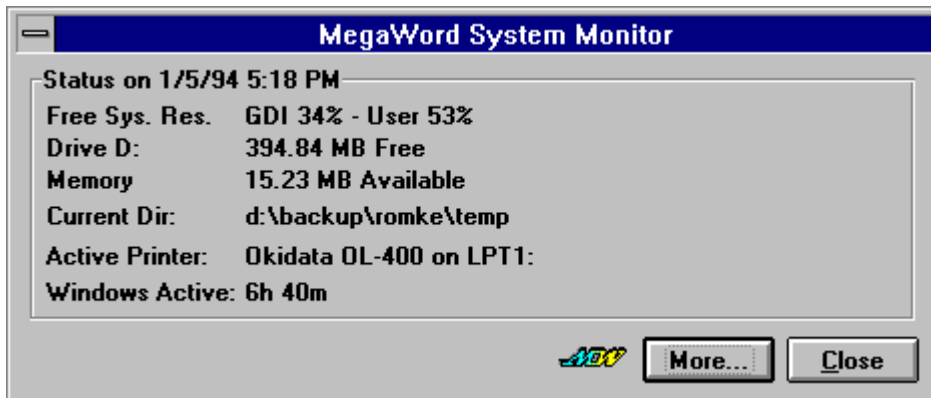 MegaWord System Monitor
Status on 1/5/94 5:18 PM
Free Sys. Res. GDI 34% - User 53%
Drive D: 394.84 MB Free
Memory 15.23 MB Available
Current Dir: d:\backup\romke\temp
Active Printer: Okidata OL-400 on LPT1:
Windows Active: 6h 40m
More... Close